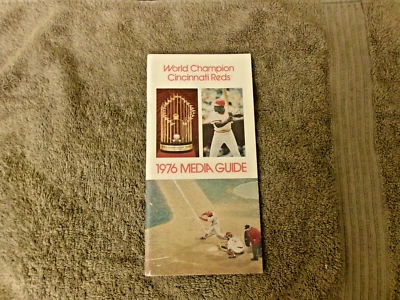 World Champion
Cincinnati Reds
1976 MEDIA GUIDE